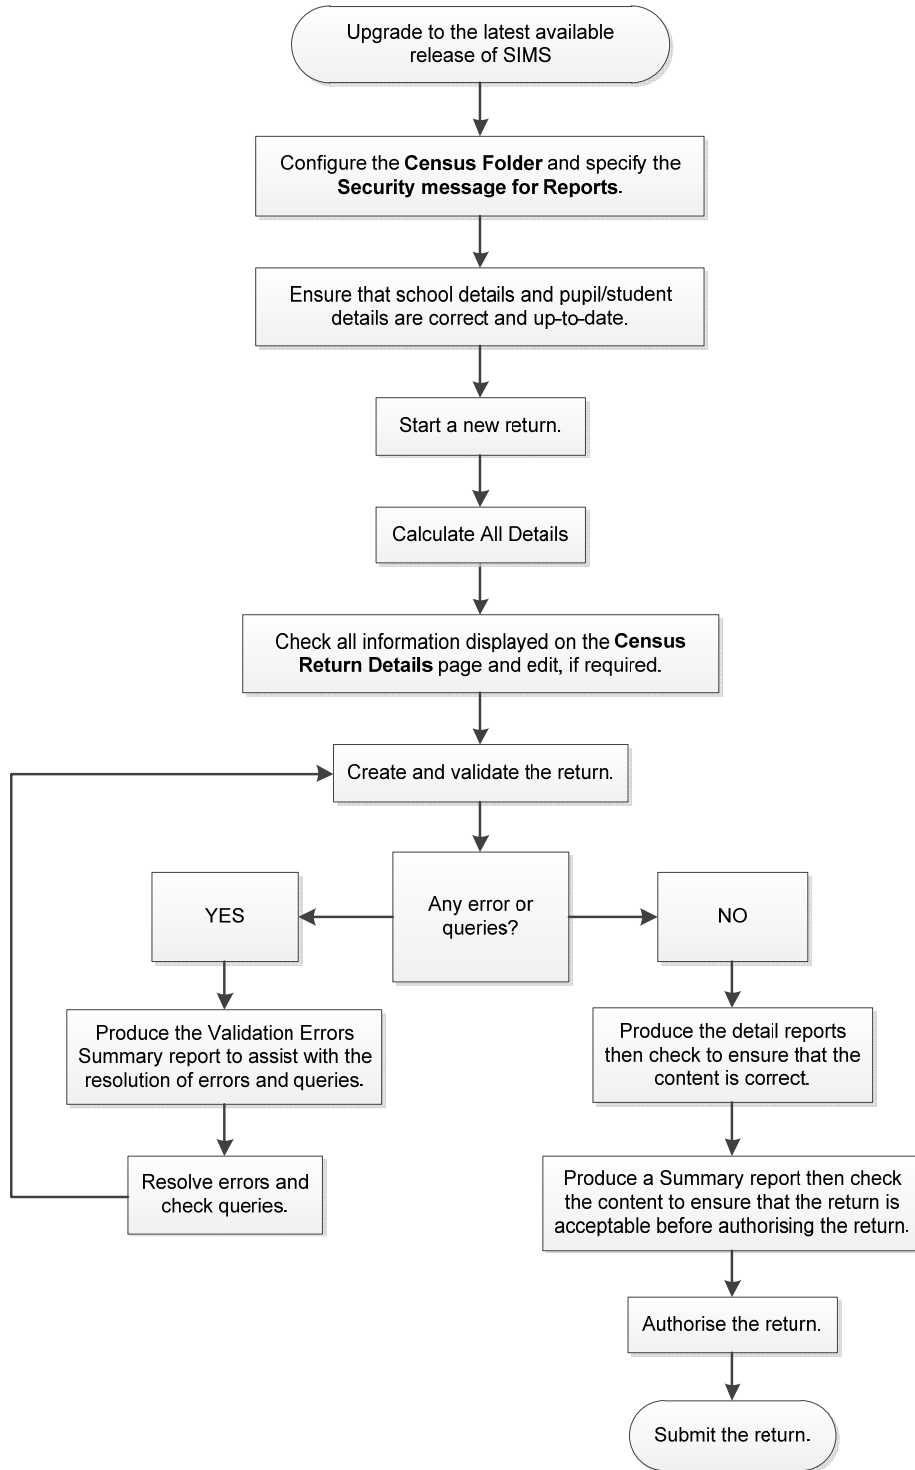 Upgrade to the latest available
release of SIMS
Configure the Census Folder and specify the
Security message for Reports.
Ensure that school details and pupil/student
details are correct and up-to-date.
Start a new return.
Calculate All Details
Check all information displayed on the Census
Return Details page and edit, if required.
Create and validate the return.
Any error or
queries?
YES
NO
Produce the Validation Errors
Summary report to assist with the
resolution of errors and queries.
Resolve errors and
check queries.
Produce the detail reports
then check to ensure that the
content is correct.
Produce a Summary report then check
the content to ensure that the return is
acceptable before authorising the return.
Authorise the return.
Submit the return.